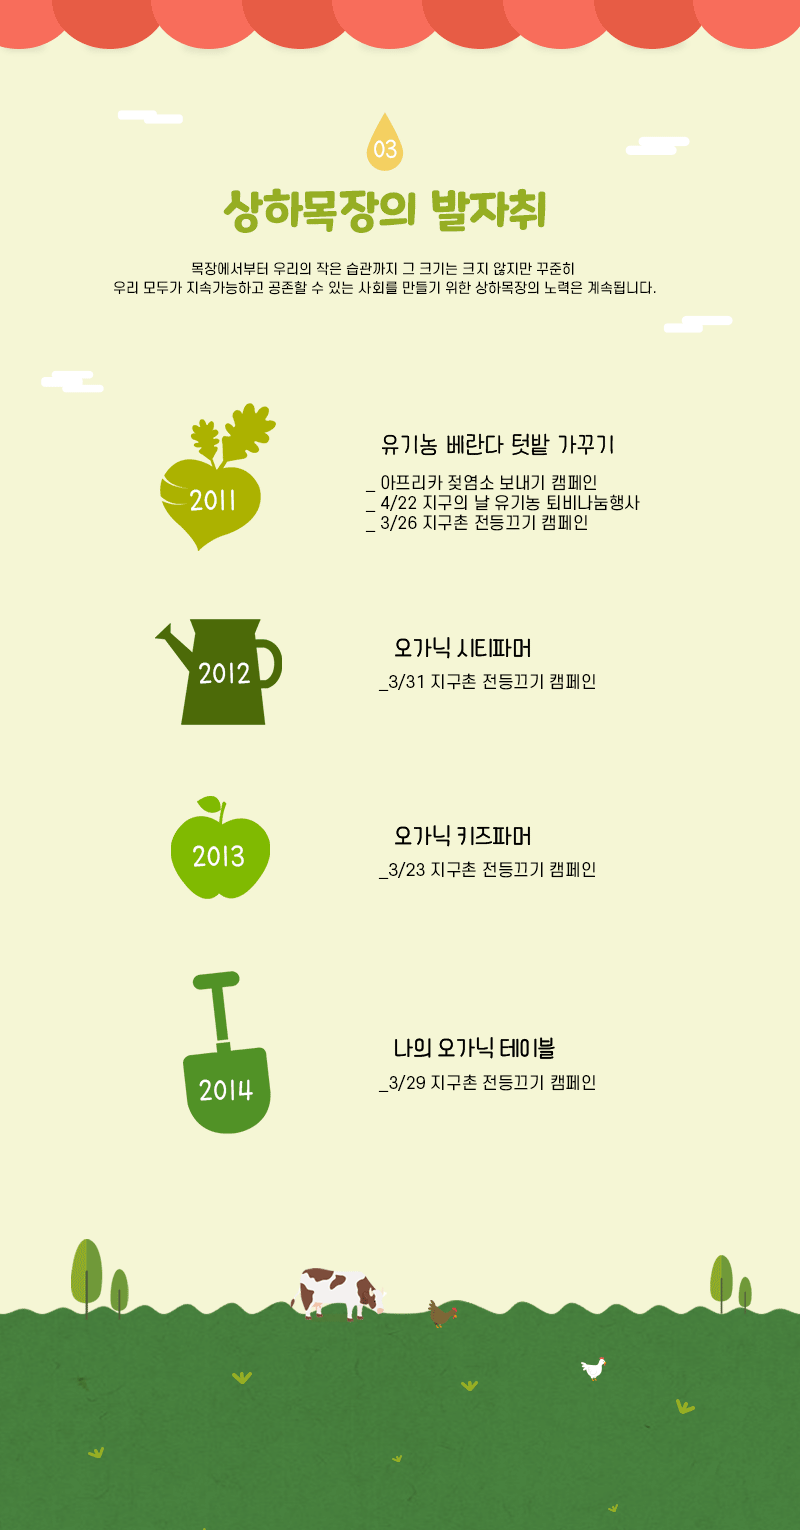 03
상하목장의 발자취
목장에서부터 우리의 작은 습관까지 그 크기는 크지 않지만 꾸준히
우리 모두가 지속가능하고 공존할 수 있는 사회를 만들기 위한 상하목장의 노력은 계속됩니다.
2011
유기농 베란다 텃밭 가꾸기
_ 아프리카 젖염소 보내기 캠페인
_ 4/22 지구의 날 유기농 퇴비나눔행사
_ 3/26 지구촌 전등끄기 캠페인
2012
오가닉 시티파머
_3/31 지구촌 전등끄기 캠페인
2013
오가닉 키즈파머
_3/23 지구촌 전등끄기 캠페인
2014
나의 오가닉 테이블
_3/29 지구촌 전등끄기 캠페인